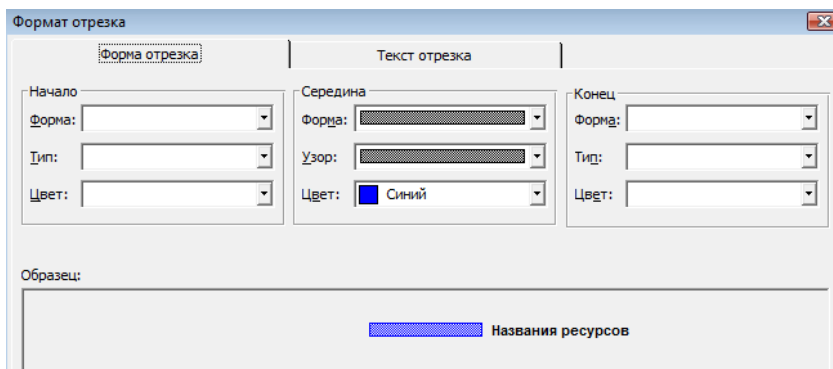 Формат отрезка
Форма отрезка Текст отрезка
Начало Середина Конец
Форма: Форма: Форма:
Тип: Узор: Тип:
Цвет: Цвет: Синий Цвет:
Образец:
Названия ресурсов